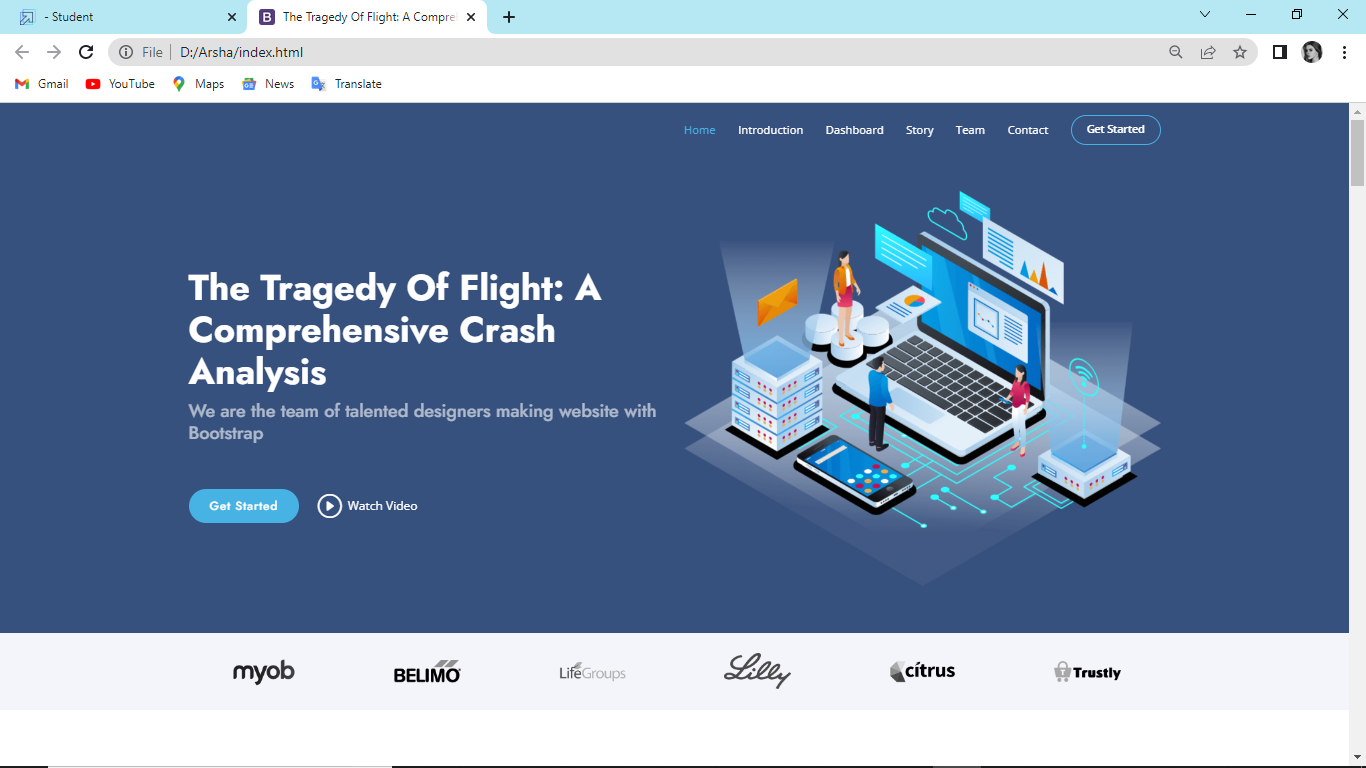 - Student
The Tragedy Of Flight: A Compre
File
D:/Arsha/index.html
Gmail
YouTube
Maps
News
Translate
Home
Introduction
Dashboard
Story
Team
Contact
Get Started
The Tragedy Of Flight: A
Comprehensive Crash
Analysis
We are the team of talented designers making website with
Bootstrap
Get Started
Watch Video
myob
BELIMO
LifeGroups
Lilly
citrus
Trustly